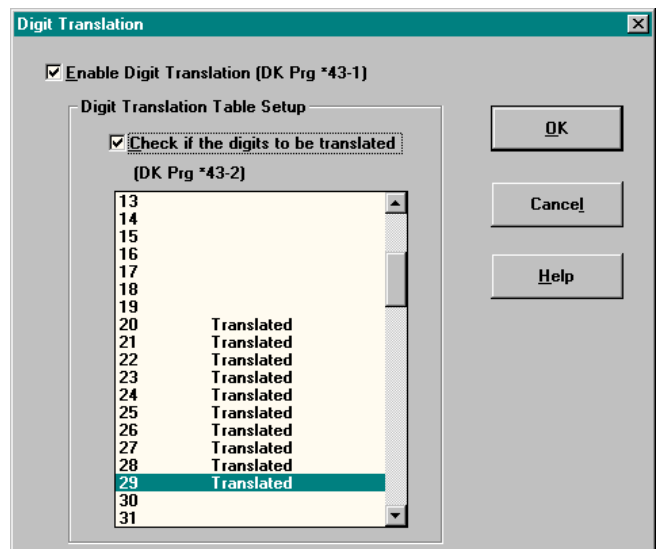 Digit Translation
Enable Digit Translation (DK Prg *43-1)
Digit Translation Table Setup
Check if the digits to be translated
(DK Prg *43-2)
OK
Cancel
Help
13
14
15
16
17
18
19
20 Translated
21 Translated
22 Translated
23 Translated
24 Translated
25 Translated
26 Translated
27 Translated
28 Translated
29 Translated
30
31